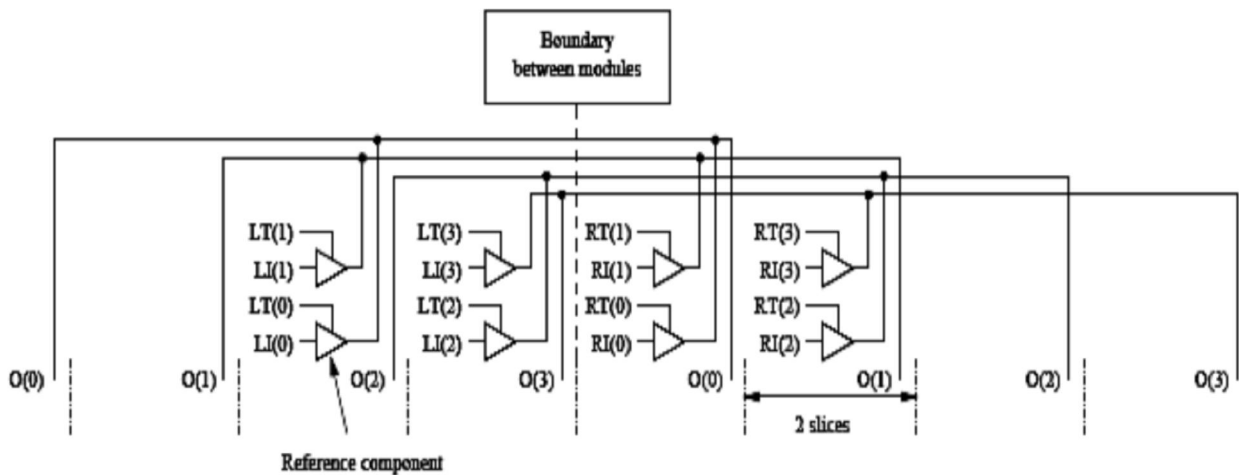 Boundary
between modules
LT(1) LT(3) RT(1) RT(3)
LI(1) LI(3) RI(1) RI(3)
LT(0) LT(2) RT(0) RT(2)
LI(0) LI(2) RI(0) RI(2)
O(0) O(1) O(2) O(3) O(0) O(1) O(2) O(3)
2 slices
Reference component